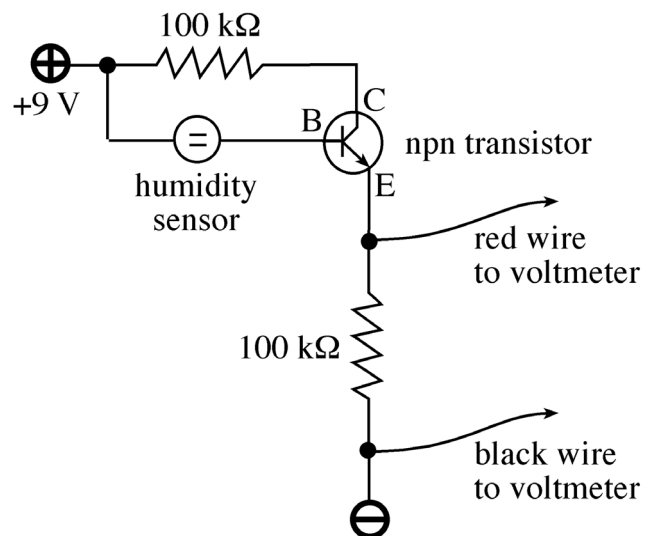 100 kΩ
+9 V
C
B
npn transistor
E
humidity
sensor
red wire
to voltmeter
100 kΩ
black wire
to voltmeter